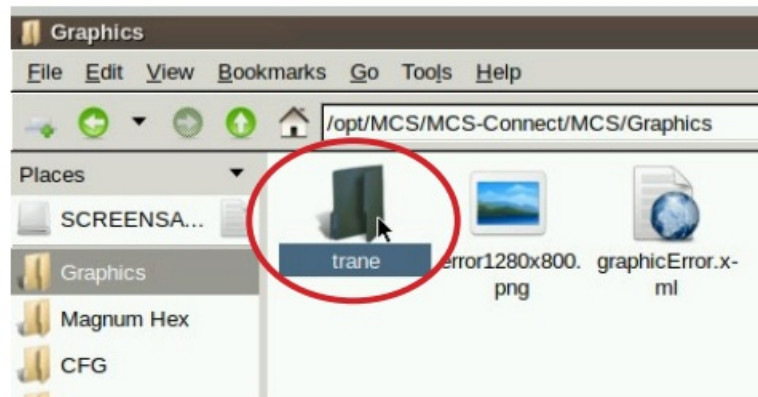 Graphics
File Edit View Bookmarks Go Tools Help
/opt/MCS/MCS-Connect/MCS/Graphics
Places
SCREENSA...
Graphics
Magnum Hex
CFG
trane
error1280x800.
png
graphicError.x-
ml